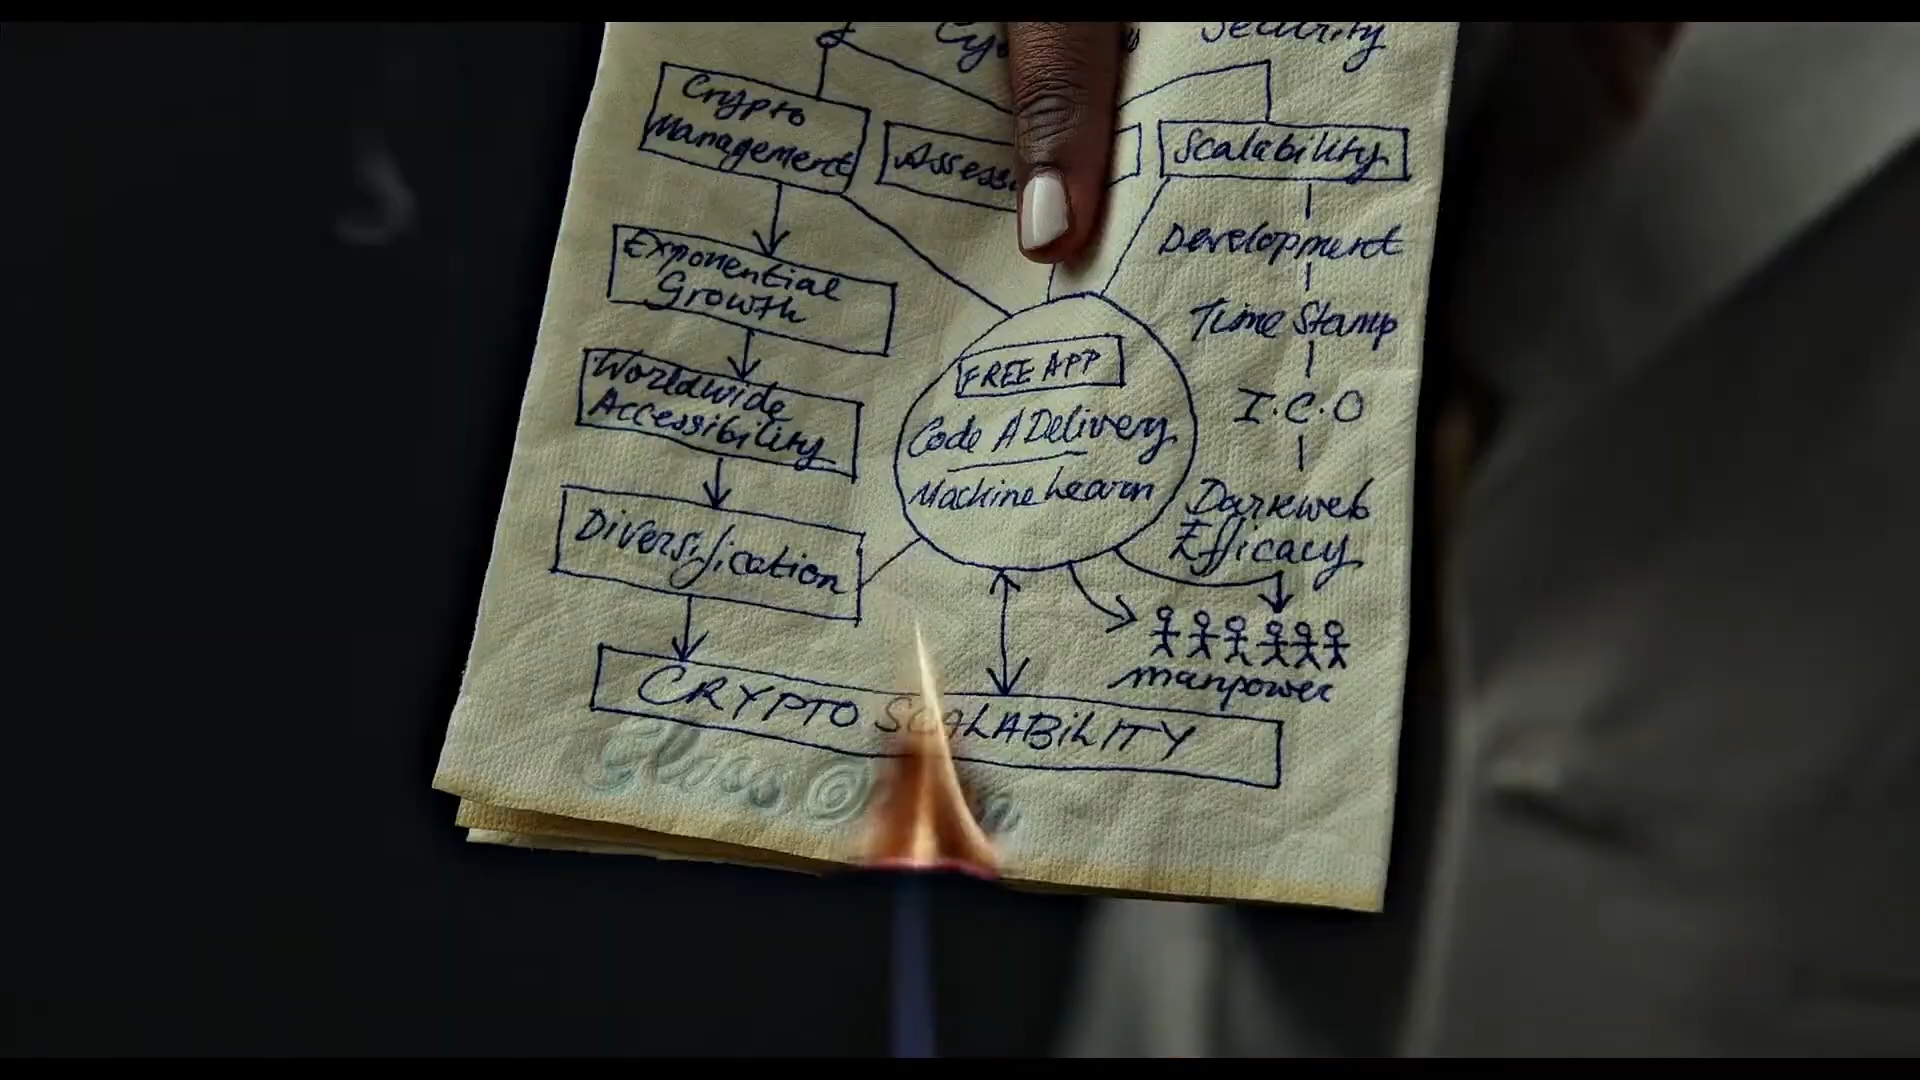 Security
Crypto
Management
Scalability
Exponential
Growth
Development
Time Stamp
Worldwide
Accessibility
FREE APP
Code A Delivery
Machine Learn
I.C.O
Darkweb
Efficacy
Diversification
manpower
CRYPTO SCALABILITY
Glass